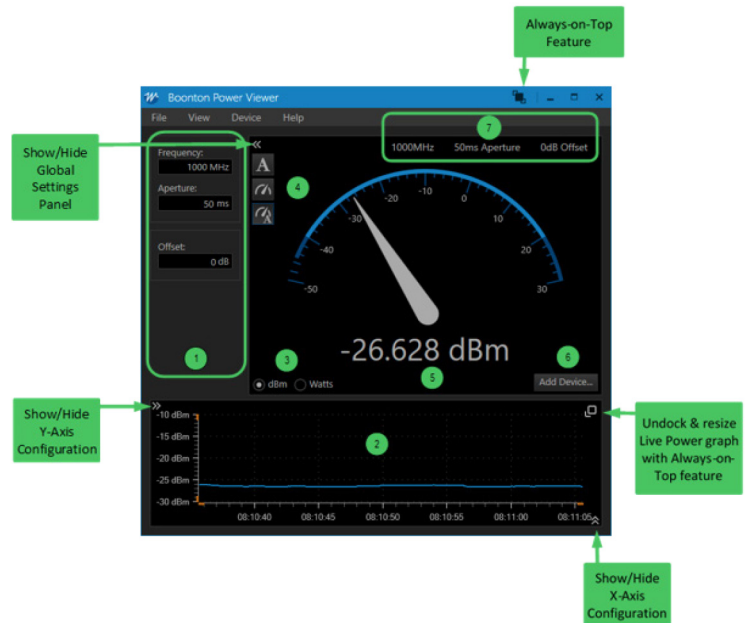 Always-on-Top
Feature
Boonton Power Viewer
File View Device Help
7
1000MHz 50ms Aperture 0dB Offset
Show/Hide
Global
Settings
Panel
Frequency:
1000 MHz
Aperture:
50 ms
Offset:
0 dB
1
A
A
4
-50
-40
-30
-20
-10
0
10
20
30
-26.628 dBm
3
dBm Watts
5
6
Add Device...
Show/Hide
Y-Axis
Configuration
-10 dBm
-15 dBm
-20 dBm
-25 dBm
-30 dBm
2
08:10:40 08:10:45 08:10:50 08:10:55 08:11:00 08:11:05
Undock & resize
Live Power graph
with Always-on-
Top feature
Show/Hide
X-Axis
Configuration